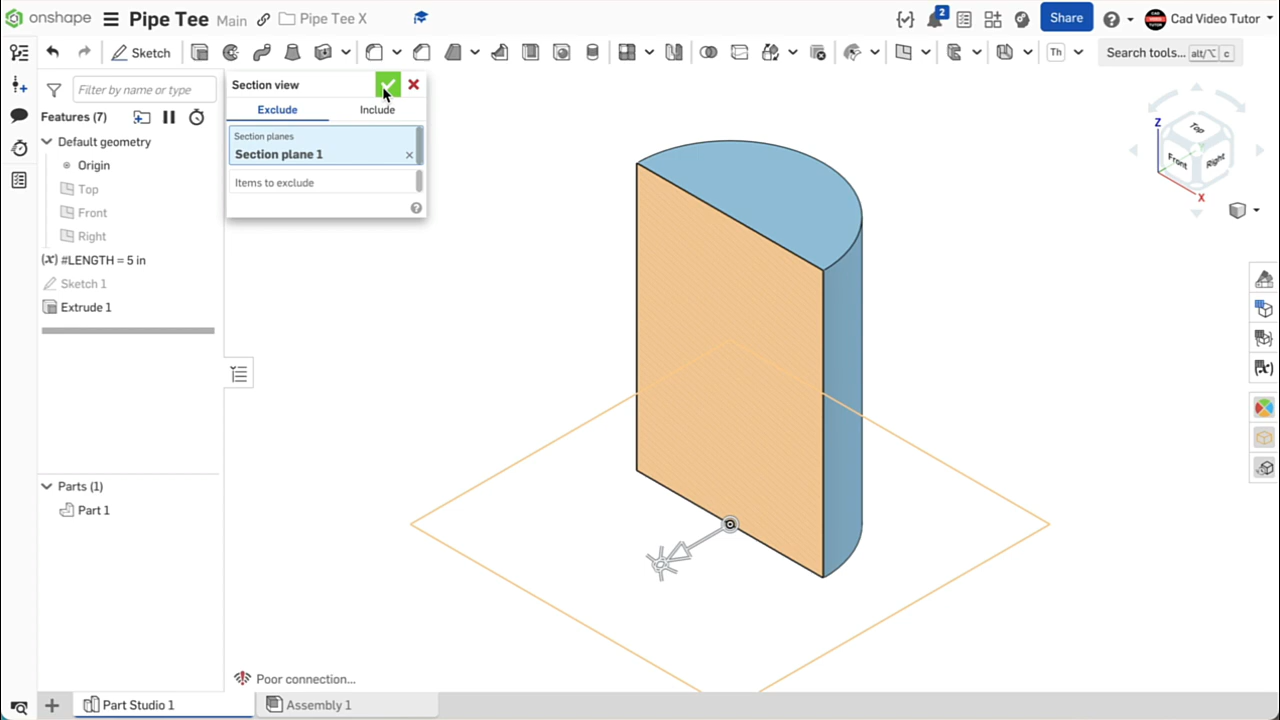 onshape Pipe Tee Main Pipe Tee X 2 Share Cad Video Tutor
Sketch Th Search tools... alt/⌥ c
Filter by name or type
Features (7)
Default geometry
Origin
Top
Front
Right
(x) #LENGTH = 5 in
Sketch 1
Extrude 1
Parts (1)
Part 1
Section view
Exclude Include
Section planes
Section plane 1
Items to exclude
Z
Top
Front Right
X
Poor connection...
Part Studio 1 Assembly 1